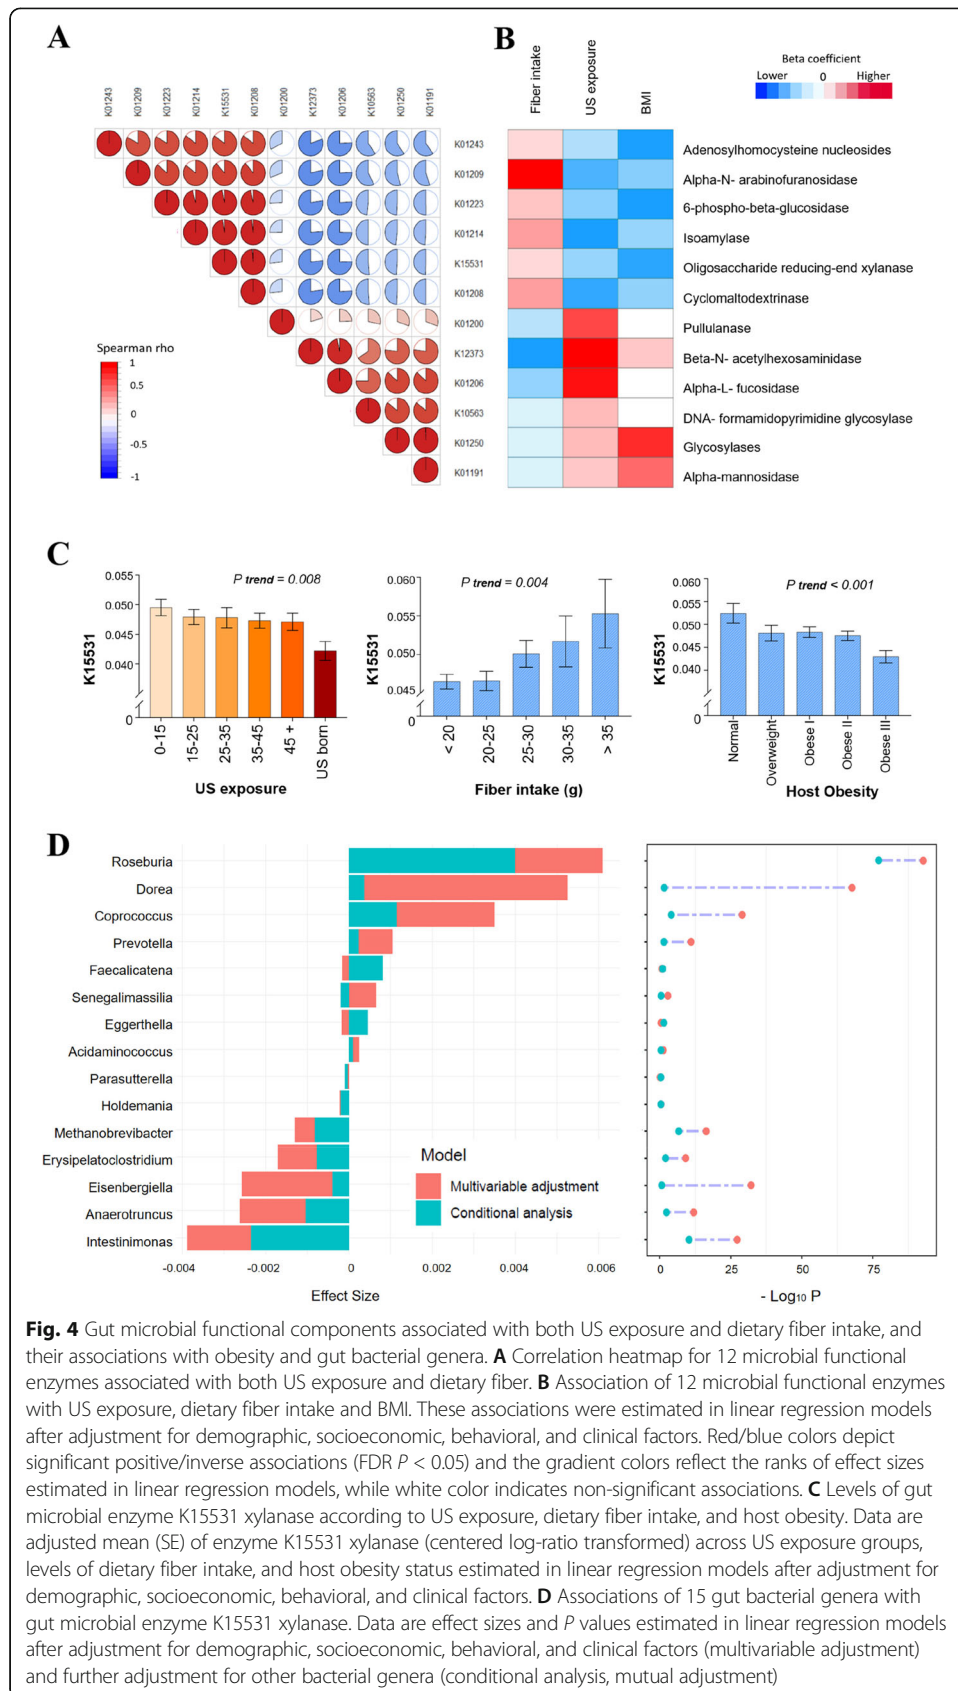 A
K01243
K01209
K01223
K01214
K15531
K01208
K01200
K12373
K01206
K10563
K01250
K01191
K01243
K01209
K01223
K01214
K15531
K01208
K01200
K12373
K01206
K10563
K01250
K01191
Spearman rho
1
0.5
0
-0.5
-1
B
Fiber intake
US exposure
BMI
Beta coefficient
Lower 0 Higher
Adenosylhomocysteine nucleosides
Alpha-N- arabinofuranosidase
6-phospho-beta-glucosidase
Isoamylase
Oligosaccharide reducing-end xylanase
Cyclomaltodextrinase
Pullulanase
Beta-N- acetylhexosaminidase
Alpha-L- fucosidase
DNA- formamidopyrimidine glycosylase
Glycosylases
Alpha-mannosidase
C
K15531
0.055
0.050
0.045
0.040
0
P trend = 0.008
0-15
15-25
25-35
35-45
45 +
US born
US exposure
K15531
0.060
0.055
0.050
0.045
0
P trend = 0.004
< 20
20-25
25-30
30-35
> 35
Fiber intake (g)
K15531
0.060
0.055
0.050
0.045
0.040
0
P trend < 0.001
Normal
Overweight
Obese I
Obese II
Obese III
Host Obesity
D
Roseburia
Dorea
Coprococcus
Prevotella
Faecalicatena
Senegalimassilia
Eggerthella
Acidaminococcus
Parasutterella
Holdemania
Methanobrevibacter
Erysipelatoclostridium
Eisenbergiella
Anaerotruncus
Intestinimonas
Model
Multivariable adjustment
Conditional analysis
-0.004 -0.002 0 0.002 0.004 0.006
Effect Size
0 25 50 75
- Log10 P
Fig. 4 Gut microbial functional components associated with both US exposure and dietary fiber intake, and
their associations with obesity and gut bacterial genera. A Correlation heatmap for 12 microbial functional
enzymes associated with both US exposure and dietary fiber. B Association of 12 microbial functional enzymes
with US exposure, dietary fiber intake and BMI. These associations were estimated in linear regression models
after adjustment for demographic, socioeconomic, behavioral, and clinical factors. Red/blue colors depict
significant positive/inverse associations (FDR P < 0.05) and the gradient colors reflect the ranks of effect sizes
estimated in linear regression models, while white color indicates non-significant associations. C Levels of gut
microbial enzyme K15531 xylanase according to US exposure, dietary fiber intake, and host obesity. Data are
adjusted mean (SE) of enzyme K15531 xylanase (centered log-ratio transformed) across US exposure groups,
levels of dietary fiber intake, and host obesity status estimated in linear regression models after adjustment for
demographic, socioeconomic, behavioral, and clinical factors. D Associations of 15 gut bacterial genera with
gut microbial enzyme K15531 xylanase. Data are effect sizes and P values estimated in linear regression models
after adjustment for demographic, socioeconomic, behavioral, and clinical factors (multivariable adjustment)
and further adjustment for other bacterial genera (conditional analysis, mutual adjustment)